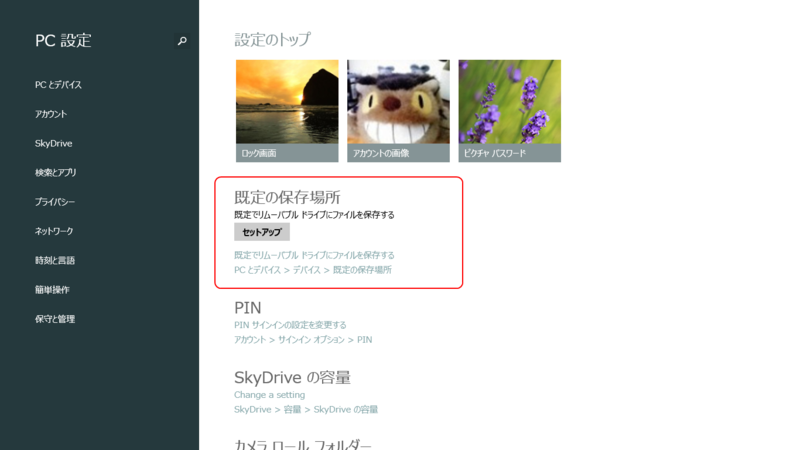 PC 設定
PC とデバイス
アカウント
SkyDrive
検索とアプリ
プライバシー
ネットワーク
時刻と言語
簡単操作
保守と管理
設定のトップ
ロック画面
アカウントの画像
ピクチャ パスワード
既定の保存場所
既定でリムーバブル ドライブにファイルを保存する
セットアップ
既定でリムーバブル ドライブにファイルを保存する
PC とデバイス > デバイス > 既定の保存場所
PIN
PIN サインインの設定を変更する
アカウント > サインイン オプション > PIN
SkyDrive の容量
Change a setting
SkyDrive > 容量 > SkyDrive の容量
カメラ ロール フォルダー